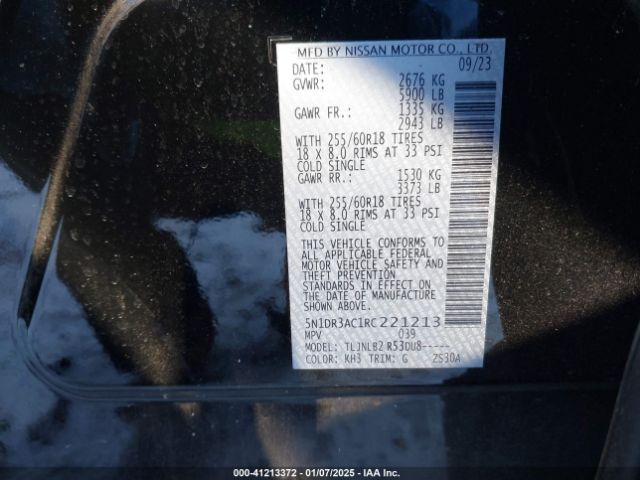 MFD BY NISSAN MOTOR CO., LTD.
DATE: 09/23
GVWR: 2676 KG
5900 LB
GAWR FR.: 1335 KG
2943 LB
WITH 255/60R18 TIRES
18 X 8.0 RIMS AT 33 PSI
COLD SINGLE
GAWR RR.: 1530 KG
3373 LB
WITH 255/60R18 TIRES
18 X 8.0 RIMS AT 33 PSI
COLD SINGLE
THIS VEHICLE CONFORMS TO
ALL APPLICABLE FEDERAL
MOTOR VEHICLE SAFETY AND
THEFT PREVENTION
STANDARDS IN EFFECT ON
THE DATE OF MANUFACTURE
SHOWN ABOVE.
5N1DR3AC1RC221213
MPV 039
MODEL: TLJNLB2 R53DU8-----
COLOR: KH3 TRIM: G ZS30A
000-41213372 - 01/07/2025 - IAA Inc.